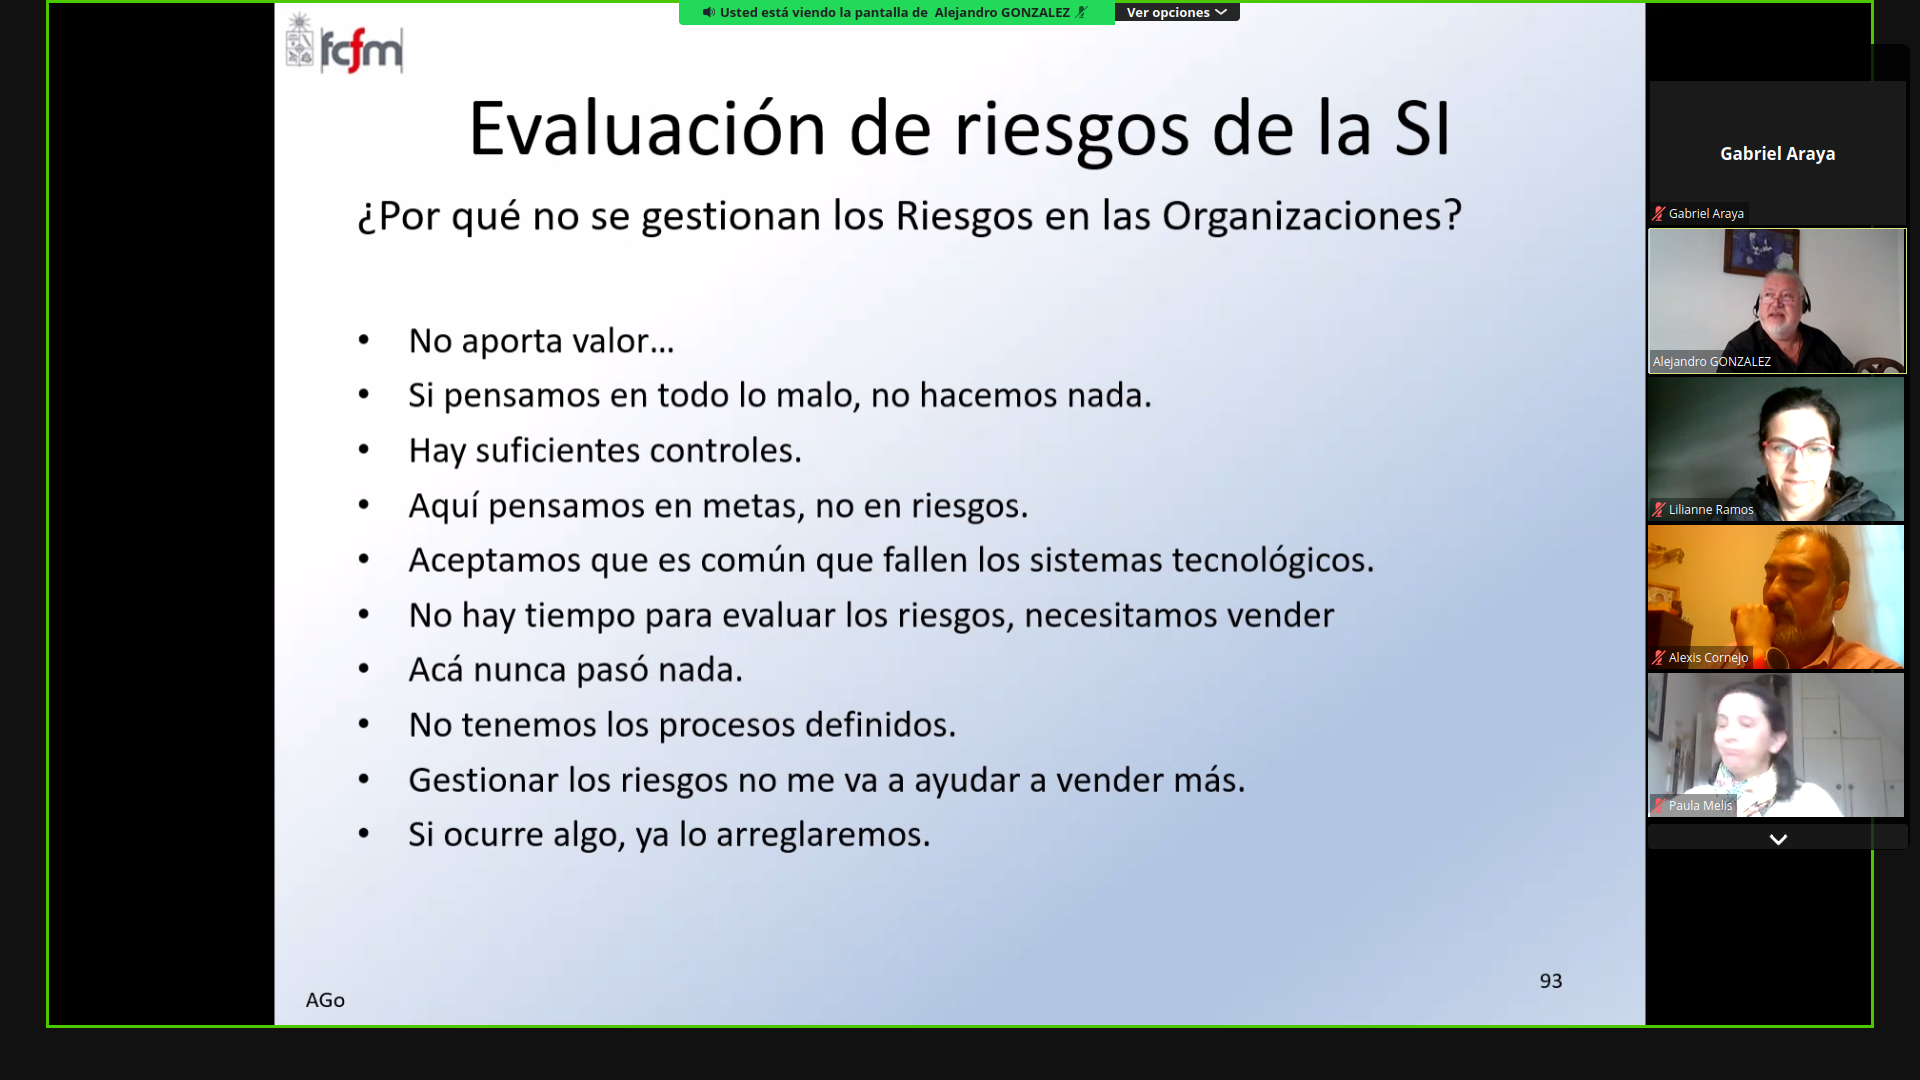 Usted está viendo la pantalla de Alejandro GONZALEZ
Ver opciones
fcfm
Evaluación de riesgos de la SI
¿Por qué no se gestionan los Riesgos en las Organizaciones?
• No aporta valor...
• Si pensamos en todo lo malo, no hacemos nada.
• Hay suficientes controles.
• Aquí pensamos en metas, no en riesgos.
• Aceptamos que es común que fallen los sistemas tecnológicos.
• No hay tiempo para evaluar los riesgos, necesitamos vender
• Acá nunca pasó nada.
• No tenemos los procesos definidos.
• Gestionar los riesgos no me va a ayudar a vender más.
• Si ocurre algo, ya lo arreglaremos.
AGo
93
Gabriel Araya
Gabriel Araya
Alejandro GONZALEZ
Lilianne Ramos
Alexis Cornejo
Paula Melis